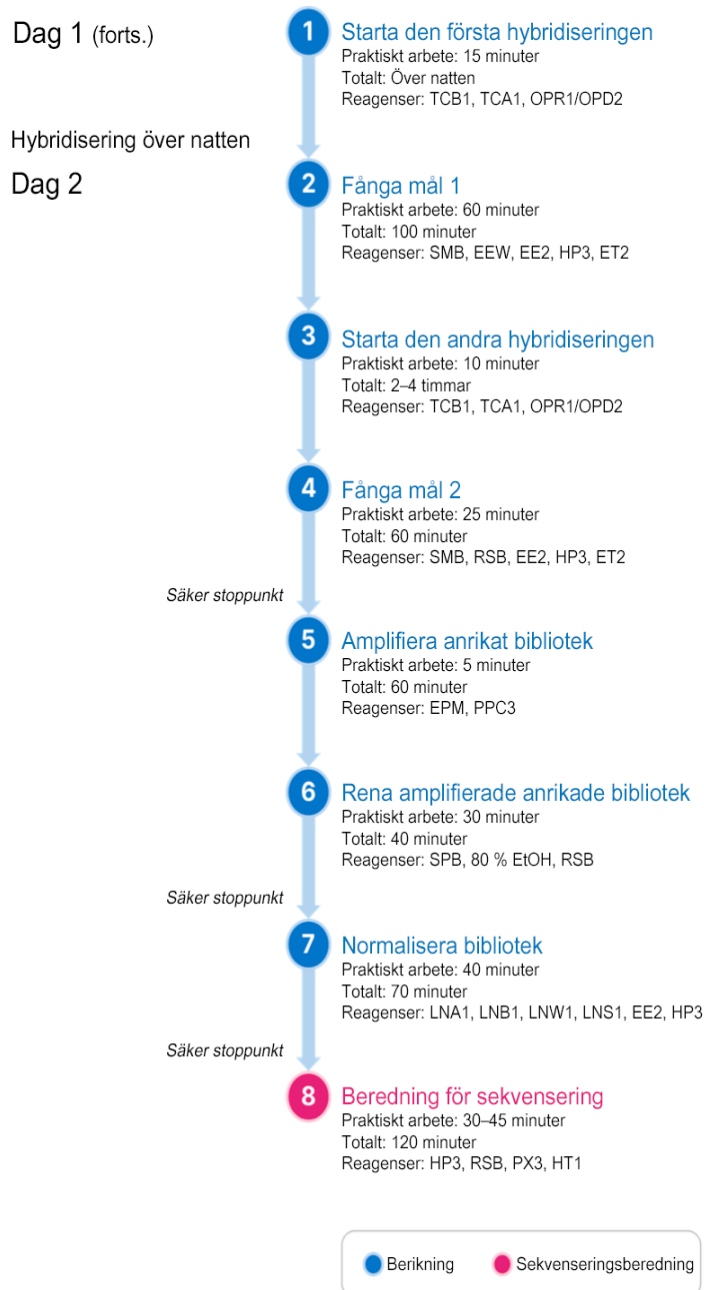 Dag 1 (forts.)
1
Starta den första hybridiseringen
Praktiskt arbete: 15 minuter
Totalt: Över natten
Reagenser: TCB1, TCA1, OPR1/OPD2
Hybridisering över natten
Dag 2
2
Fånga mål 1
Praktiskt arbete: 60 minuter
Totalt: 100 minuter
Reagenser: SMB, EEW, EE2, HP3, ET2
3
Starta den andra hybridiseringen
Praktiskt arbete: 10 minuter
Totalt: 2–4 timmar
Reagenser: TCB1, TCA1, OPR1/OPD2
4
Fånga mål 2
Praktiskt arbete: 25 minuter
Totalt: 60 minuter
Reagenser: SMB, RSB, EE2, HP3, ET2
Säker stoppunkt
5
Amplifiera anrikat bibliotek
Praktiskt arbete: 5 minuter
Totalt: 60 minuter
Reagenser: EPM, PPC3
6
Rena amplifierade anrikade bibliotek
Praktiskt arbete: 30 minuter
Totalt: 40 minuter
Reagenser: SPB, 80 % EtOH, RSB
Säker stoppunkt
7
Normalisera bibliotek
Praktiskt arbete: 40 minuter
Totalt: 70 minuter
Reagenser: LNA1, LNB1, LNW1, LNS1, EE2, HP3
Säker stoppunkt
8
Beredning för sekvensering
Praktiskt arbete: 30–45 minuter
Totalt: 120 minuter
Reagenser: HP3, RSB, PX3, HT1
Berikning
Sekvenseringsberedning